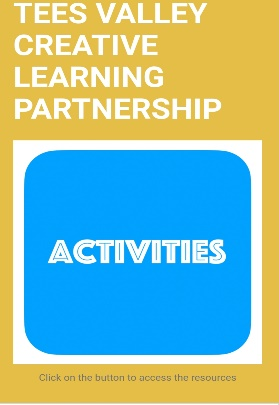 TEES VALLEY
CREATIVE
LEARNING
PARTNERSHIP
ACTIVITIES
Click on the button to access the resources